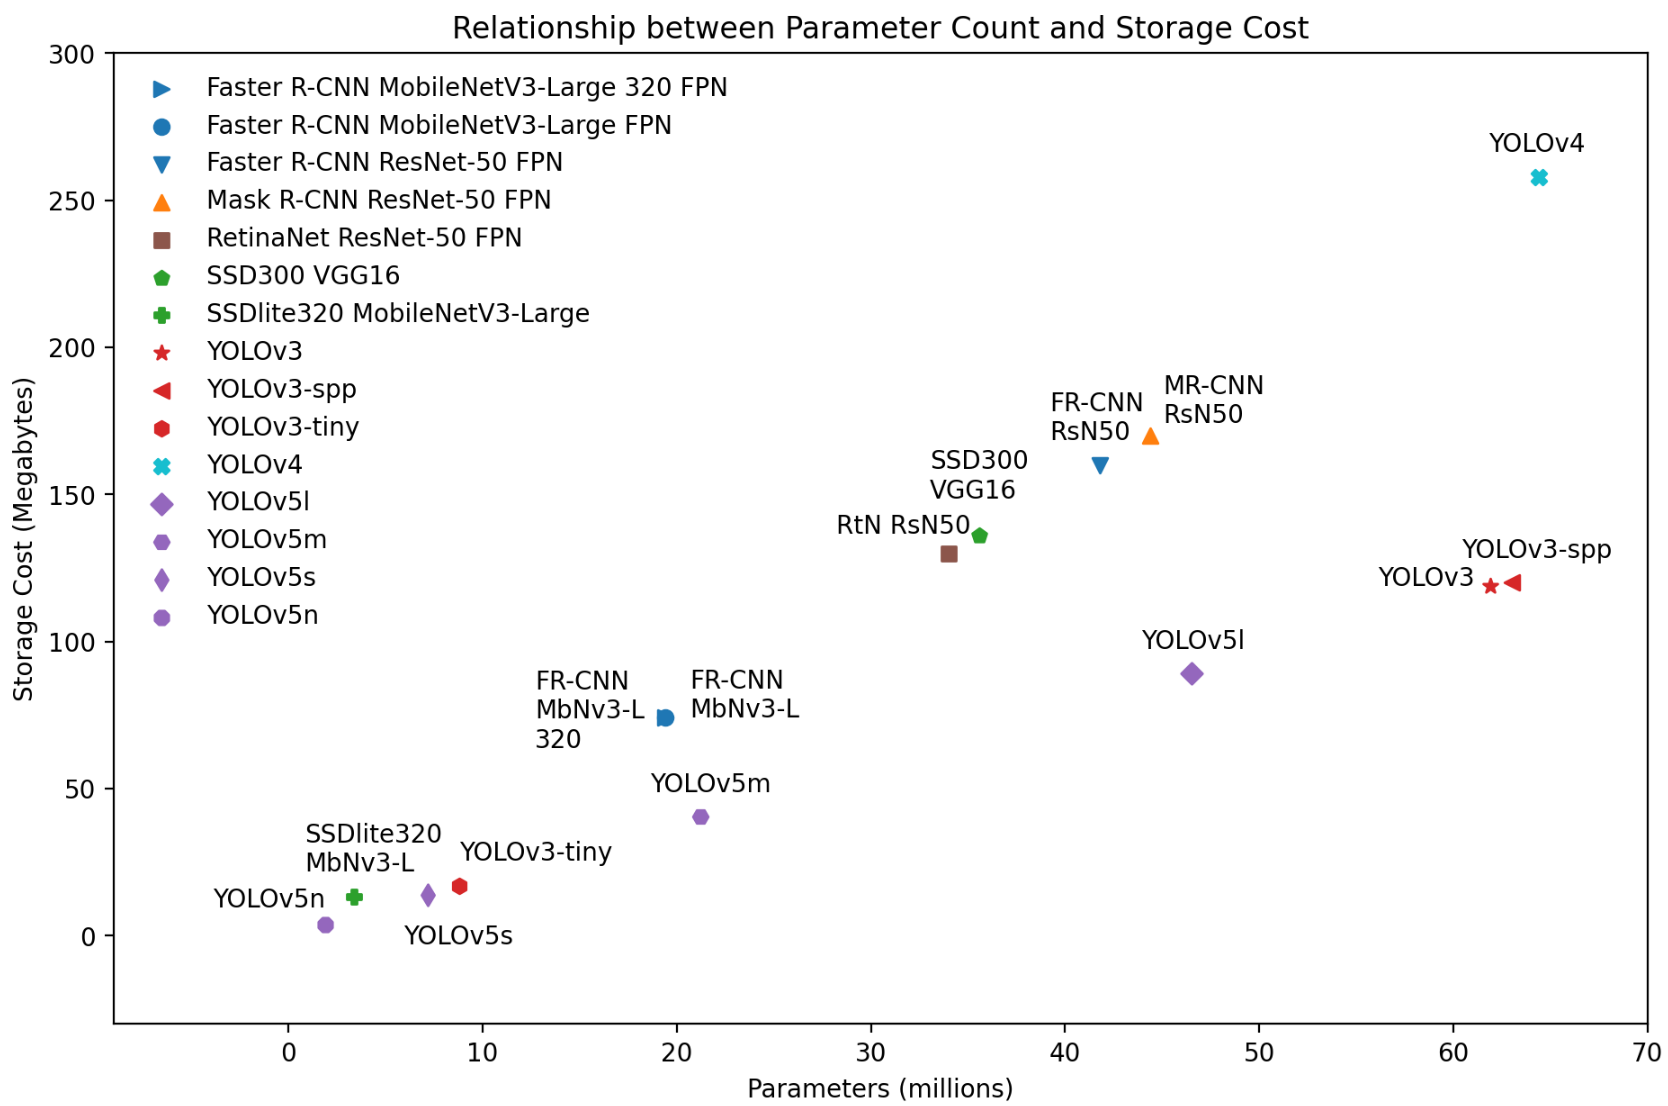 Relationship between Parameter Count and Storage Cost
300
250
200
150
100
50
0
Storage Cost (Megabytes)
Faster R-CNN MobileNetV3-Large 320 FPN
Faster R-CNN MobileNetV3-Large FPN
Faster R-CNN ResNet-50 FPN
Mask R-CNN ResNet-50 FPN
RetinaNet ResNet-50 FPN
SSD300 VGG16
SSDlite320 MobileNetV3-Large
YOLOv3
YOLOv3-spp
YOLOv3-tiny
YOLOv4
YOLOv5l
YOLOv5m
YOLOv5s
YOLOv5n
YOLOv4
MR-CNN
RsN50
FR-CNN
RsN50
SSD300
VGG16
RtN RsN50
YOLOv3-spp
YOLOv3
YOLOv5l
FR-CNN
MbNv3-L
320
FR-CNN
MbNv3-L
YOLOv5m
SSDlite320
MbNv3-L
YOLOv3-tiny
YOLOv5n
YOLOv5s
0
10
20
30
40
50
60
70
Parameters (millions)